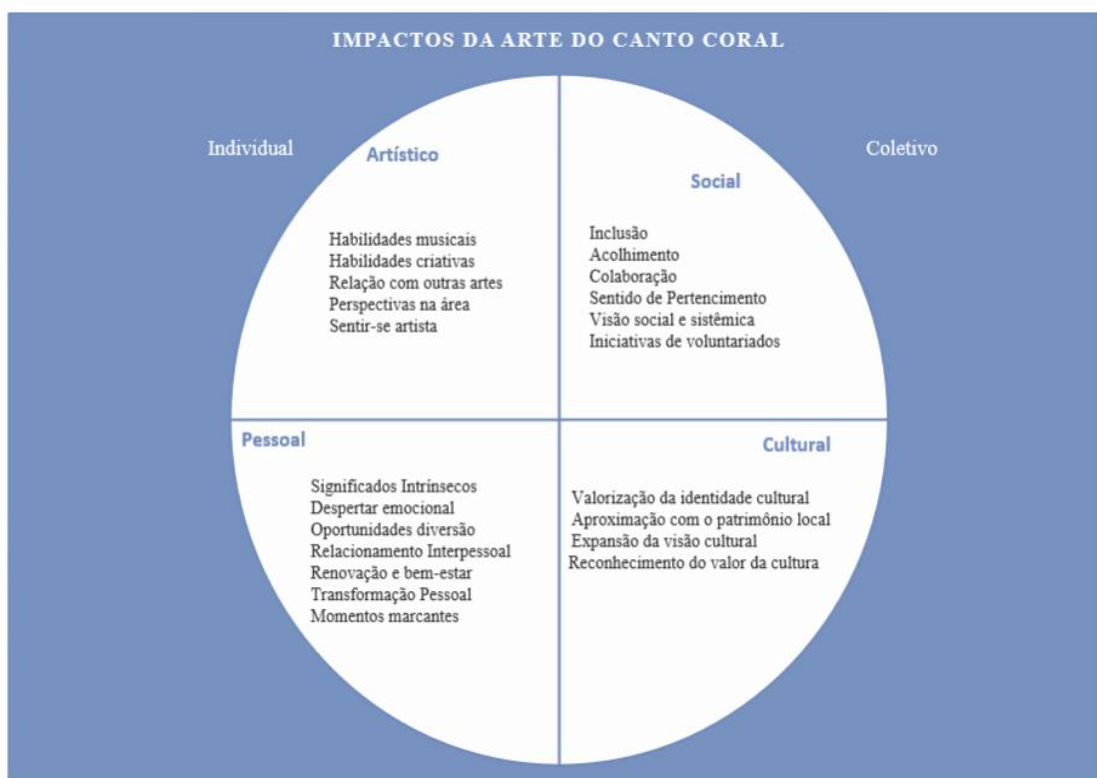 IMPACTOS DA ARTE DO CANTO CORAL
Individual
Coletivo
Artístico
Habilidades musicais
Habilidades criativas
Relação com outras artes
Perspectivas na área
Sentir-se artista
Social
Inclusão
Acolhimento
Colaboração
Sentido de Pertencimento
Visão social e sistêmica
Iniciativas de voluntariados
Pessoal
Significados Intrínsecos
Despertar emocional
Oportunidades diversão
Relacionamento Interpessoal
Renovação e bem-estar
Transformação Pessoal
Momentos marcantes
Cultural
Valorização da identidade cultural
Aproximação com o patrimônio local
Expansão da visão cultural
Reconhecimento do valor da cultura